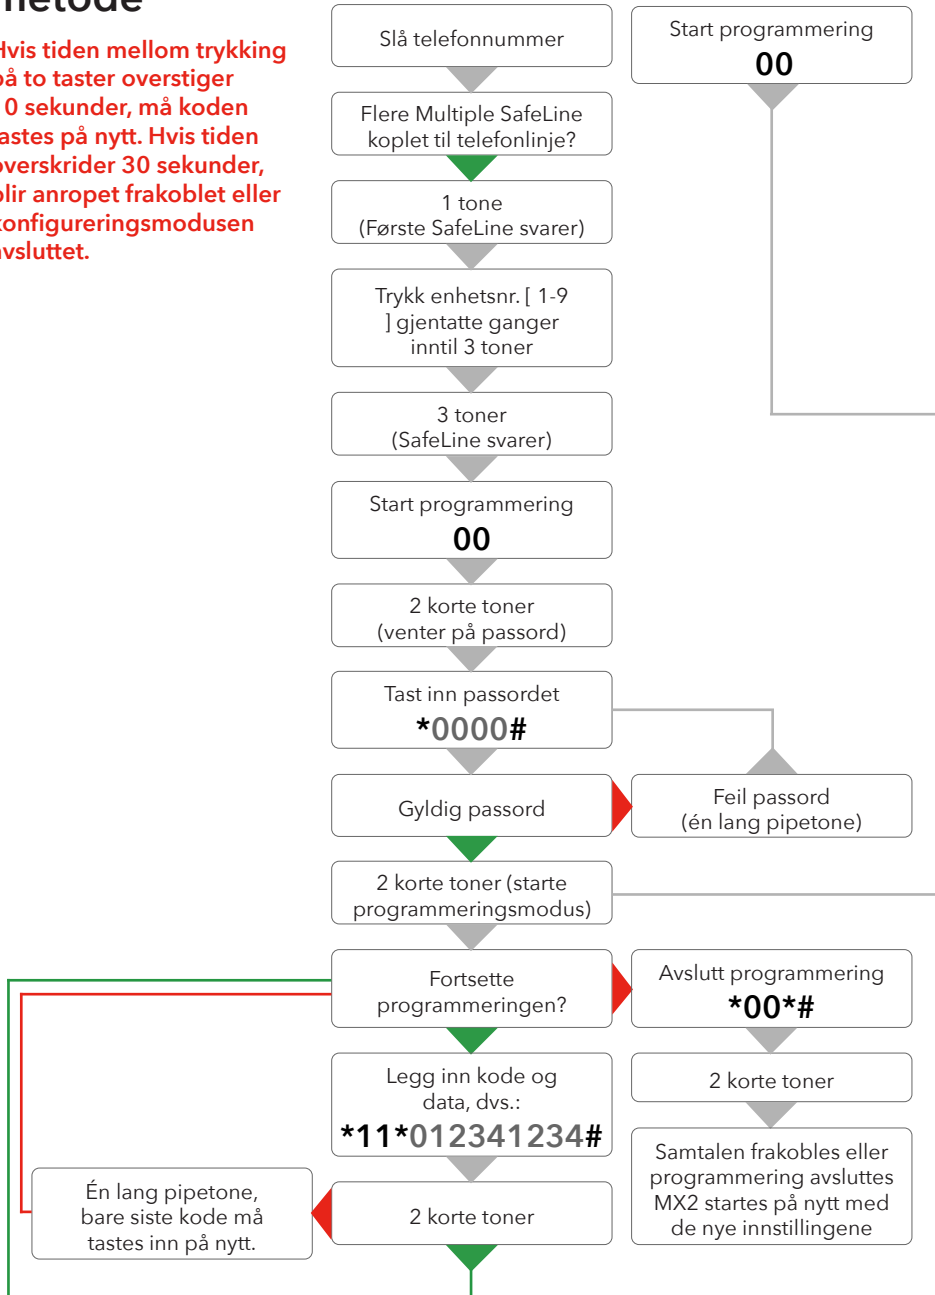 metode
Hvis tiden mellom trykking
på to taster overstiger
10 sekunder, må koden
tastes på nytt. Hvis tiden
overskrider 30 sekunder,
blir anropet frakoblet eller
konfigureringsmodusen
avsluttet.
Slå telefonnummer
Flere Multiple SafeLine
koplet til telefonlinje?
1 tone
(Første SafeLine svarer)
Trykk enhetsnr. [ 1-9
] gjentatte ganger
inntil 3 toner
3 toner
(SafeLine svarer)
Start programmering
00
2 korte toner
(venter på passord)
Tast inn passordet
*0000#
Gyldig passord
2 korte toner (starte
programmeringsmodus)
Fortsette
programmeringen?
Legg inn kode og
data, dvs.:
*11*012341234#
2 korte toner
Én lang pipetone,
bare siste kode må
tastes inn på nytt.
Start programmering
00
Feil passord
(én lang pipetone)
Avslutt programmering
*00*#
2 korte toner
Samtalen frakobles eller
programmering avsluttes
MX2 startes på nytt med
de nye innstillingene